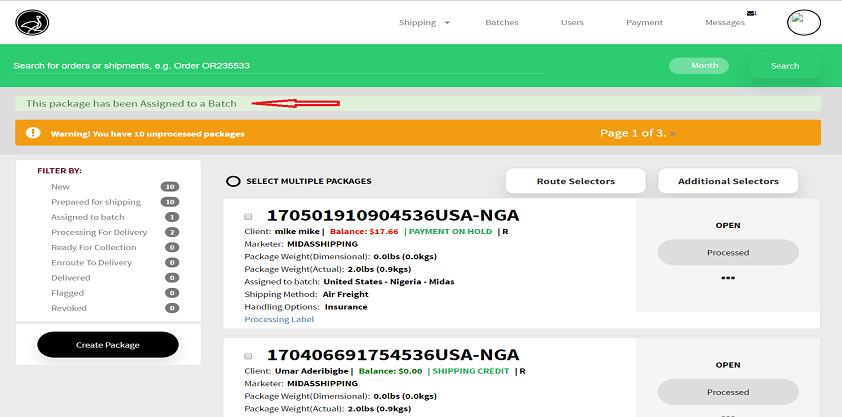 Shipping
Batches
Users
Payment
Messages
Search for orders or shipments, e.g. Order OR235533
Month
Search
This package has been Assigned to a Batch
Warning! You have 10 unprocessed packages
Page 1 of 3. »
FILTER BY:
New 10
Prepared for shipping 10
Assigned to batch 1
Processing For Delivery 2
Ready For Collection 0
Enroute To Delivery 0
Delivered 0
Flagged 0
Revoked 0
Create Package
SELECT MULTIPLE PACKAGES
Route Selectors
Additional Selectors
170501910904536USA-NGA
Client: mike mike | Balance: $17.66 | PAYMENT ON HOLD | R
Marketer: MIDASSHIPPING
Package Weight(Dimensional): 0.0lbs (0.0kgs)
Package Weight(Actual): 2.0lbs (0.9kgs)
Assigned to batch: United States - Nigeria - Midas
Shipping Method: Air Freight
Handling Options: Insurance
Processing Label
OPEN
Processed
170406691754536USA-NGA
Client: Umar Aderibigbe | Balance: $0.00 | SHIPPING CREDIT | R
Marketer: MIDASSHIPPING
Package Weight(Dimensional): 0.0lbs (0.0kgs)
Package Weight(Actual): 2.0lbs (0.9kgs)
OPEN
Processed